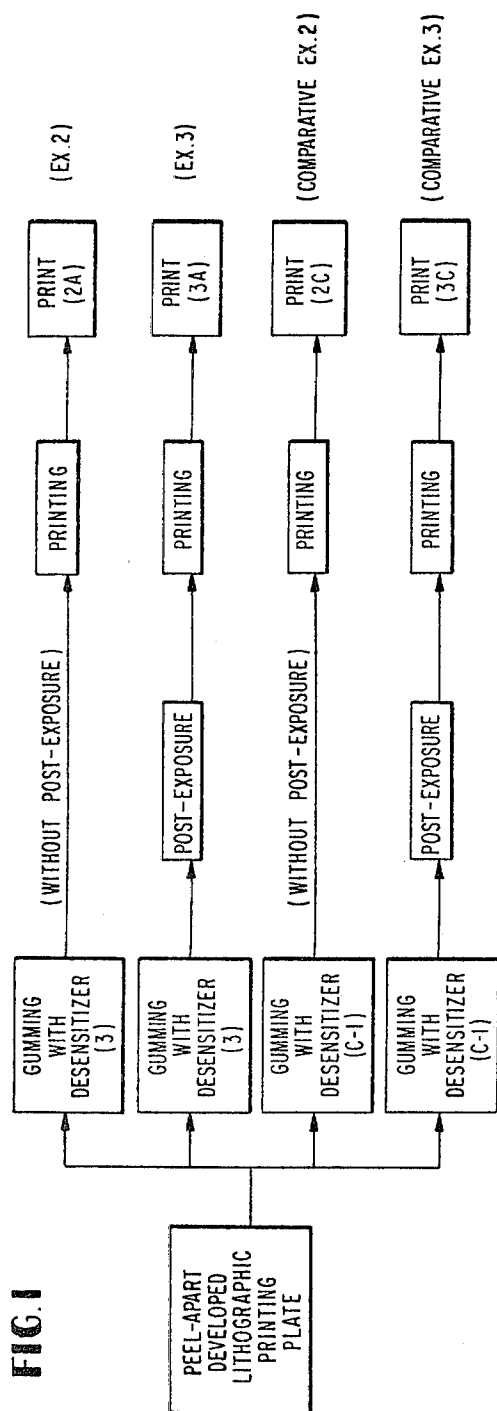 FIG.1
PEEL-APART
DEVELOPED
LITHOGRAPHIC
PRINTING
PLATE
GUMMING
WITH
DESENSITIZER
(3)
(WITHOUT POST-EXPOSURE)
PRINTING
PRINT
(2A)
(EX.2)
GUMMING
WITH
DESENSITIZER
(3)
POST-EXPOSURE
PRINTING
PRINT
(3A)
(EX.3)
GUMMING
WITH
DESENSITIZER
(C-1)
(WITHOUT POST-EXPOSURE)
PRINTING
PRINT
(2C)
(COMPARATIVE EX.2)
GUMMING
WITH
DESENSITIZER
(C-1)
POST-EXPOSURE
PRINTING
PRINT
(3C)
(COMPARATIVE EX.3)